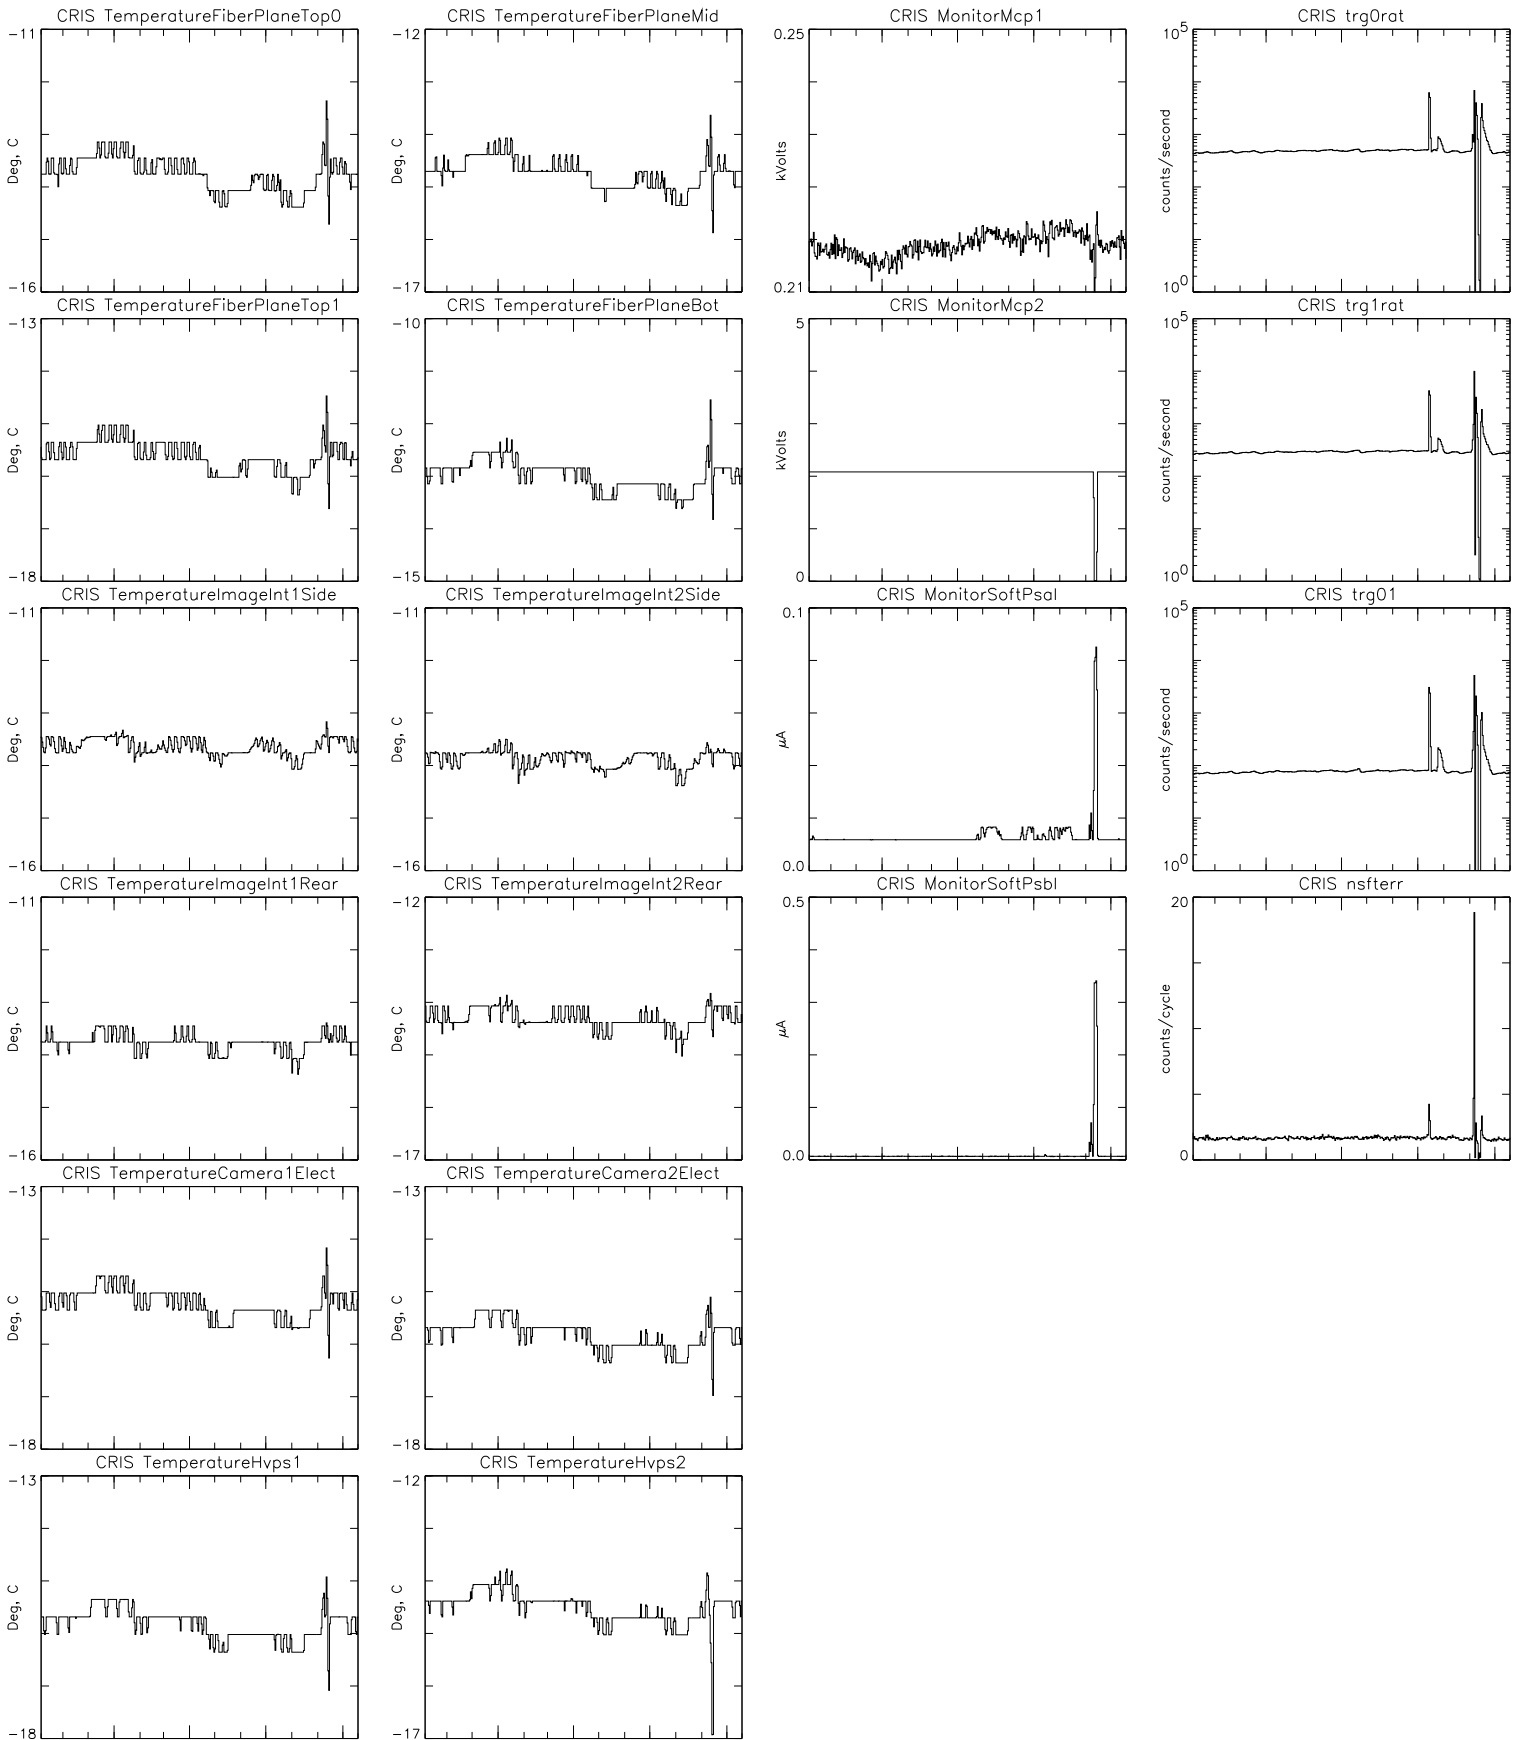 CRIS TemperatureFiberPlaneTop0
-11
Deg, C
-16
CRIS TemperatureFiberPlaneMid
-12
Deg, C
-17
CRIS MonitorMcp1
0.25
kVolts
0.21
CRIS trg0rat
10^5
counts/second
10^0
CRIS TemperatureFiberPlaneTop1
-13
Deg, C
-18
CRIS TemperatureFiberPlaneBot
-10
Deg, C
-15
CRIS MonitorMcp2
5
kVolts
0
CRIS trg1rat
10^5
counts/second
10^0
CRIS TemperatureImageInt1Side
-11
Deg, C
-16
CRIS TemperatureImageInt2Side
-11
Deg, C
-16
CRIS MonitorSoftPsaI
0.1
μA
0.0
CRIS trg01
10^5
counts/second
10^0
CRIS TemperatureImageInt1Rear
-11
Deg, C
-16
CRIS TemperatureImageInt2Rear
-12
Deg, C
-17
CRIS MonitorSoftPsbI
0.5
μA
0.0
CRIS nsfterr
20
counts/cycle
0
CRIS TemperatureCamera1Elect
-13
Deg, C
-18
CRIS TemperatureCamera2Elect
-13
Deg, C
-18
CRIS TemperatureHvps1
-13
Deg, C
-18
CRIS TemperatureHvps2
-12
Deg, C
-17